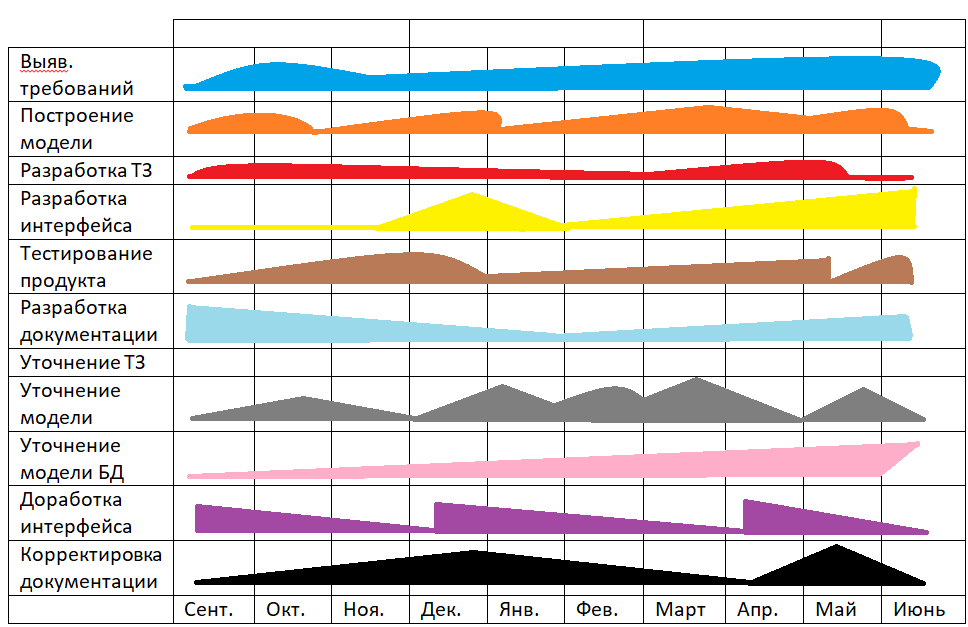 Выяв.
требований
Построение
модели
Разработка ТЗ
Разработка
интерфейса
Тестирование
продукта
Разработка
документации
Уточнение ТЗ
Уточнение
модели
Уточнение
модели БД
Доработка
интерфейса
Корректировка
документации
Сент. Окт. Ноя. Дек. Янв. Фев. Март Апр. Май Июнь